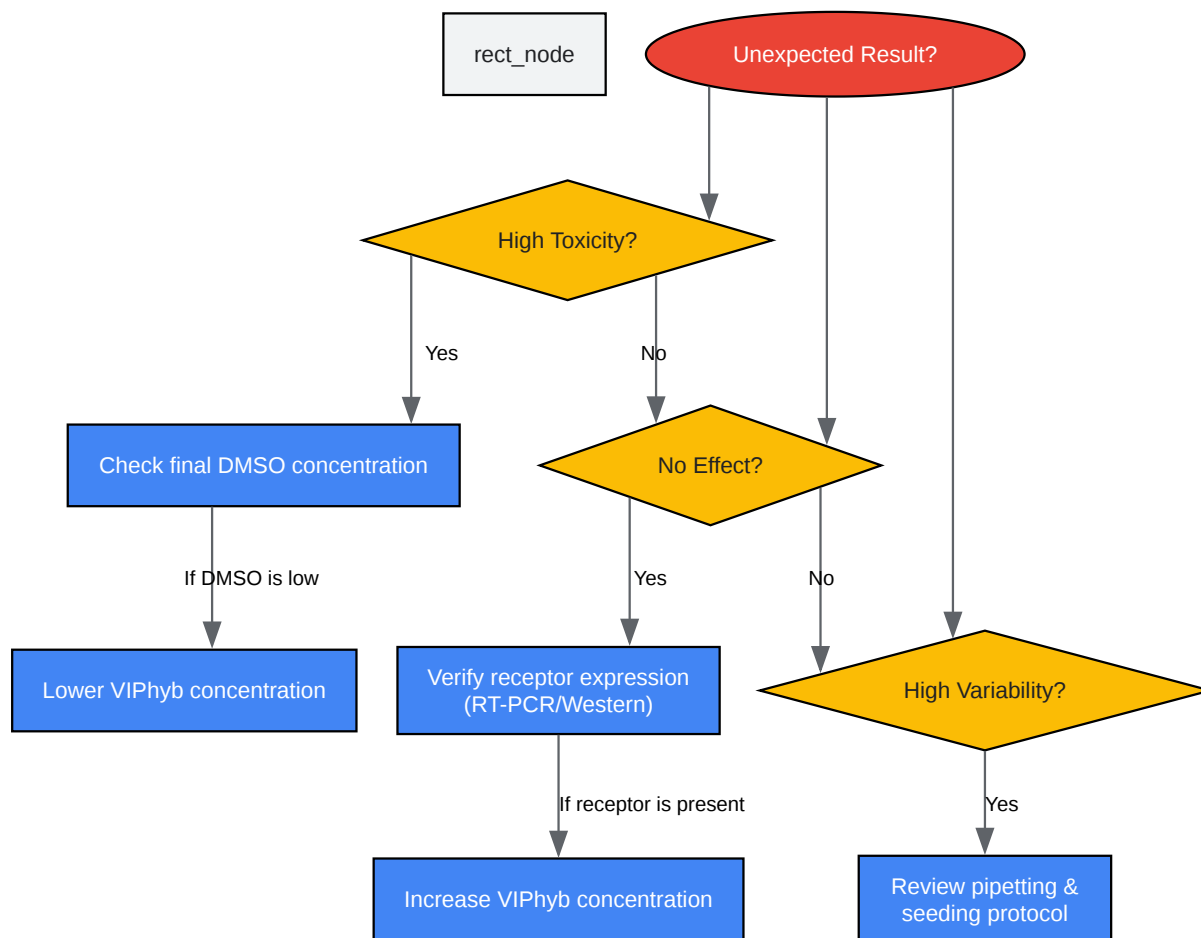 rect_node
Unexpected Result?
High Toxicity?
Yes
No
Check final DMSO concentration
No Effect?
If DMSO is low
Yes
No
Lower VIPhyb concentration
Verify receptor expression
(RT-PCR/Western)
High Variability?
If receptor is present
Yes
Increase VIPhyb concentration
Review pipetting &
seeding protocol